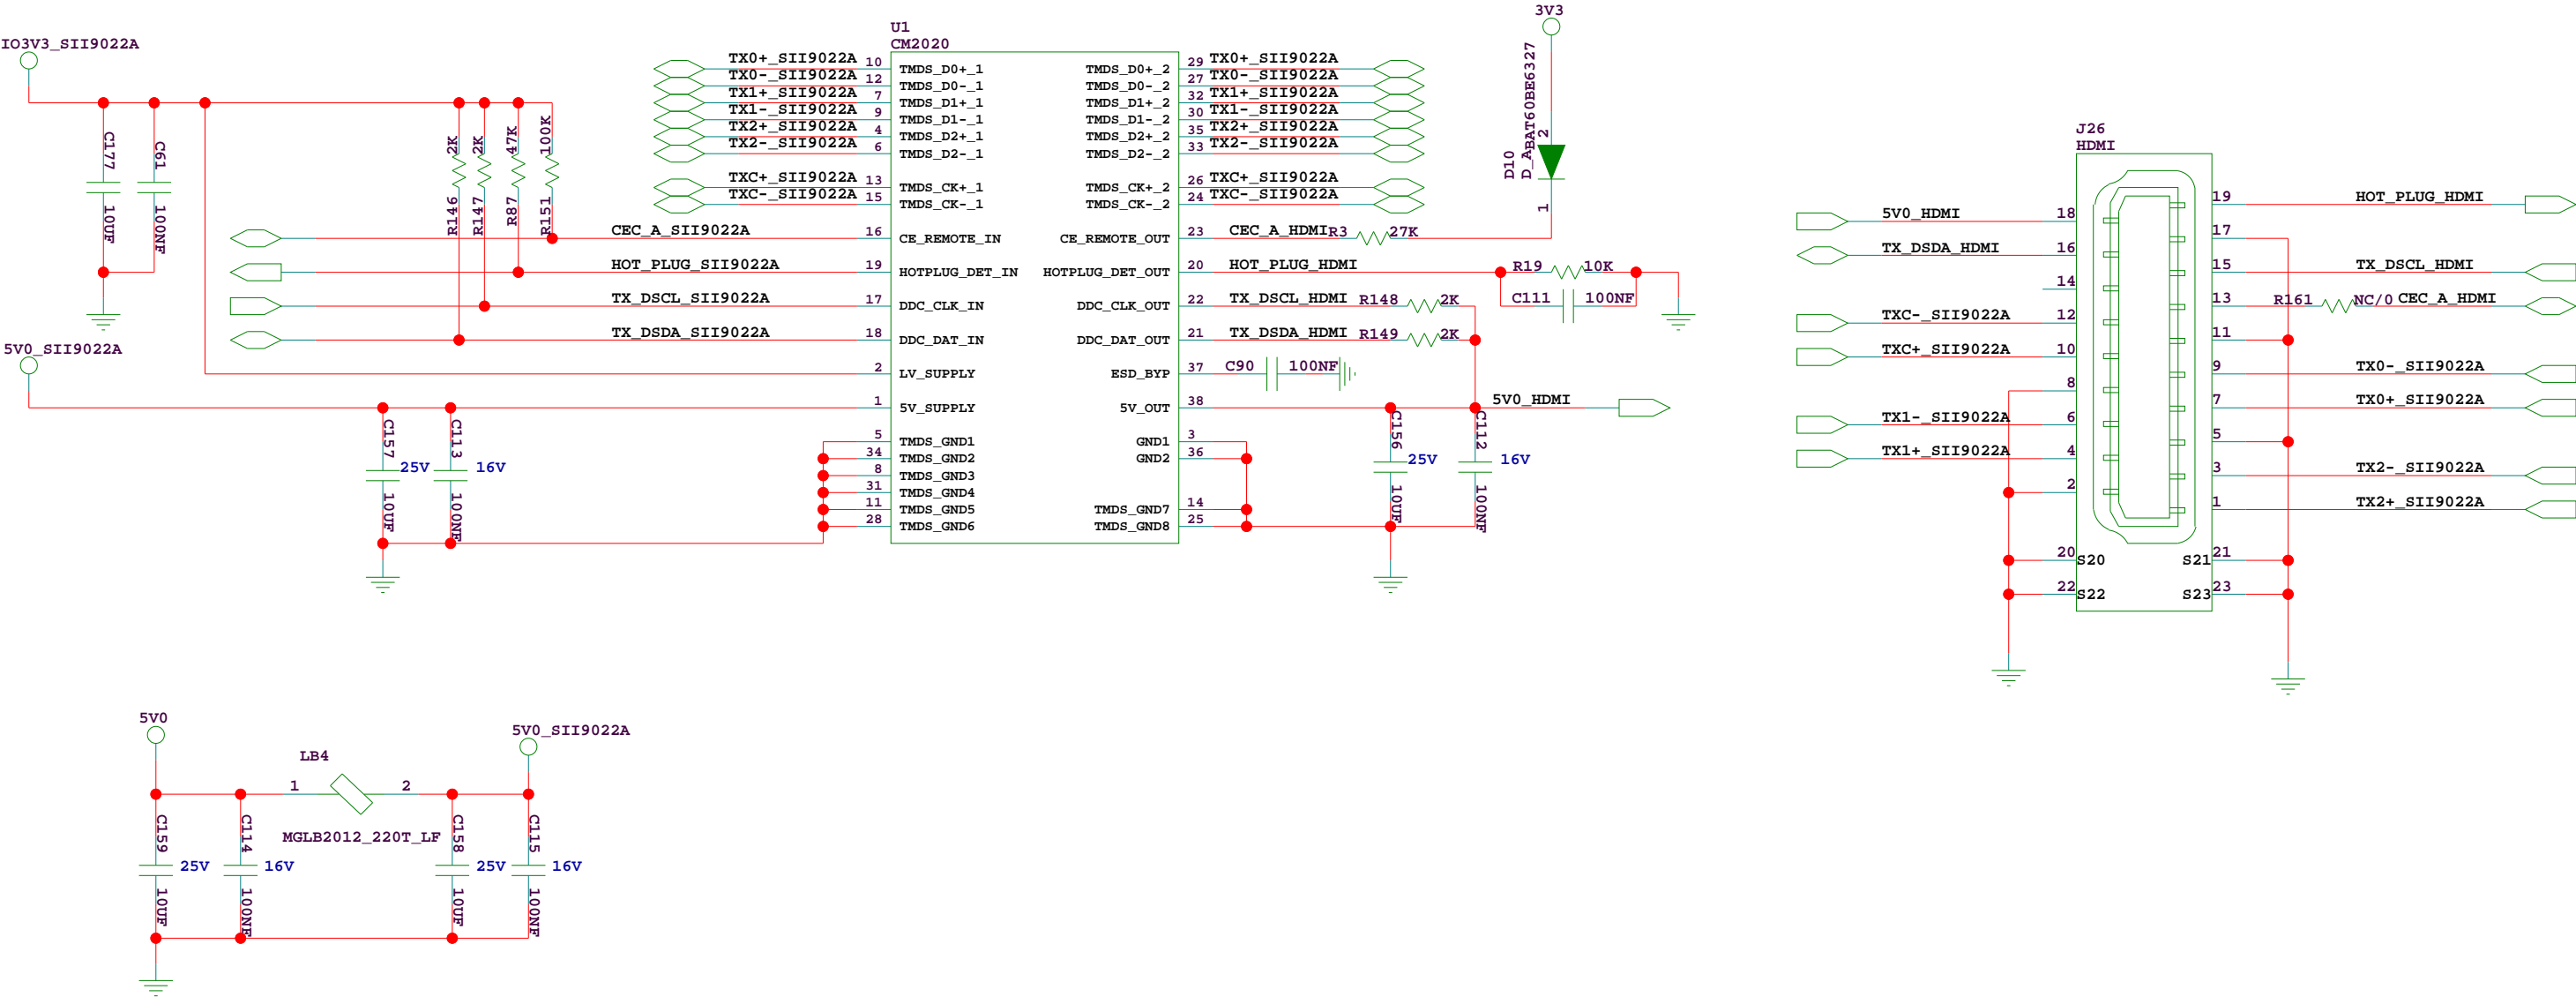 IO3V3_SII9022A
C177
10UF
C61
100NF
2K
R146
2K
R147
47K
R87
100K
R151
5V0_SII9022A
C157
25V
10UF
C113
16V
100NF
U1
CM2020
TX0+_SII9022A 10 TMDS_D0+_1 TMDS_D0+_2 29 TX0+_SII9022A
TX0-_SII9022A 12 TMDS_D0-_1 TMDS_D0-_2 27 TX0-_SII9022A
TX1+_SII9022A 7 TMDS_D1+_1 TMDS_D1+_2 32 TX1+_SII9022A
TX1-_SII9022A 9 TMDS_D1-_1 TMDS_D1-_2 30 TX1-_SII9022A
TX2+_SII9022A 4 TMDS_D2+_1 TMDS_D2+_2 35 TX2+_SII9022A
TX2-_SII9022A 6 TMDS_D2-_1 TMDS_D2-_2 33 TX2-_SII9022A
TXC+_SII9022A 13 TMDS_CK+_1 TMDS_CK+_2 26 TXC+_SII9022A
TXC-_SII9022A 15 TMDS_CK-_1 TMDS_CK-_2 24 TXC-_SII9022A
CEC_A_SII9022A 16 CE_REMOTE_IN CE_REMOTE_OUT 23 CEC_A_HDMI R3 27K
HOT_PLUG_SII9022A 19 HOTPLUG_DET_IN HOTPLUG_DET_OUT 20 HOT_PLUG_HDMI R19 10K
C111 100NF
TX_DSCL_SII9022A 17 DDC_CLK_IN DDC_CLK_OUT 22 TX_DSCL_HDMI R148 2K
TX_DSDA_SII9022A 18 DDC_DAT_IN DDC_DAT_OUT 21 TX_DSDA_HDMI R149 2K
2 LV_SUPPLY ESD_BYP 37 C90 100NF
1 5V_SUPPLY 5V_OUT 38 5V0_HDMI
5 TMDS_GND1 GND1 3
34 TMDS_GND2 GND2 36
8 TMDS_GND3
31 TMDS_GND4
11 TMDS_GND5 TMDS_GND7 14
28 TMDS_GND6 TMDS_GND8 25
3V3
D10
D_ABAT60BE6327
2
1
C156
25V
10UF
C112
16V
100NF
J26
HDMI
19 HOT_PLUG_HDMI
5V0_HDMI 18
17
TX_DSDA_HDMI 16
15 TX_DSCL_HDMI
14
13 R161 NC/0 CEC_A_HDMI
TXC-_SII9022A 12
11
TXC+_SII9022A 10
9 TX0-_SII9022A
8
7 TX0+_SII9022A
TX1-_SII9022A 6
5
TX1+_SII9022A 4
3 TX2-_SII9022A
2
1 TX2+_SII9022A
20 S20 S21 21
22 S22 S23 23
5V0
5V0_SII9022A
LB4
1 2
MGLB2012_220T_LF
C159
25V
10UF
C114
16V
100NF
C158
25V
10UF
C115
16V
100NF